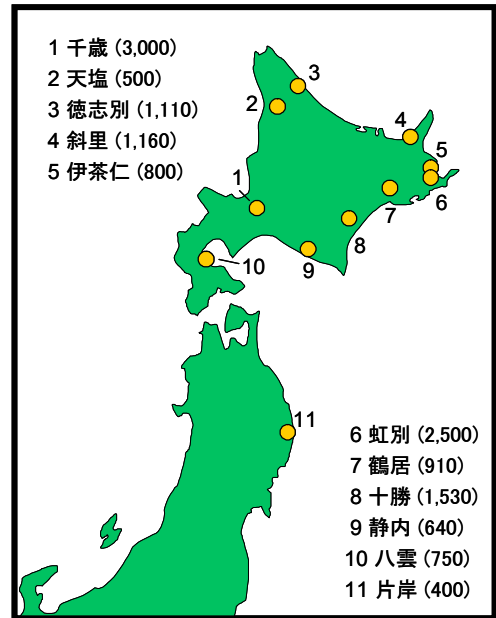 1 千歳 (3,000)
2 天塩 (500)
3 徳志別 (1,110)
4 斜里 (1,160)
5 伊茶仁 (800)
3
2
4
5
1
6
7
8
9
10
11
6 虹別 (2,500)
7 鶴居 (910)
8 十勝 (1,530)
9 静内 (640)
10 八雲 (750)
11 片岸 (400)